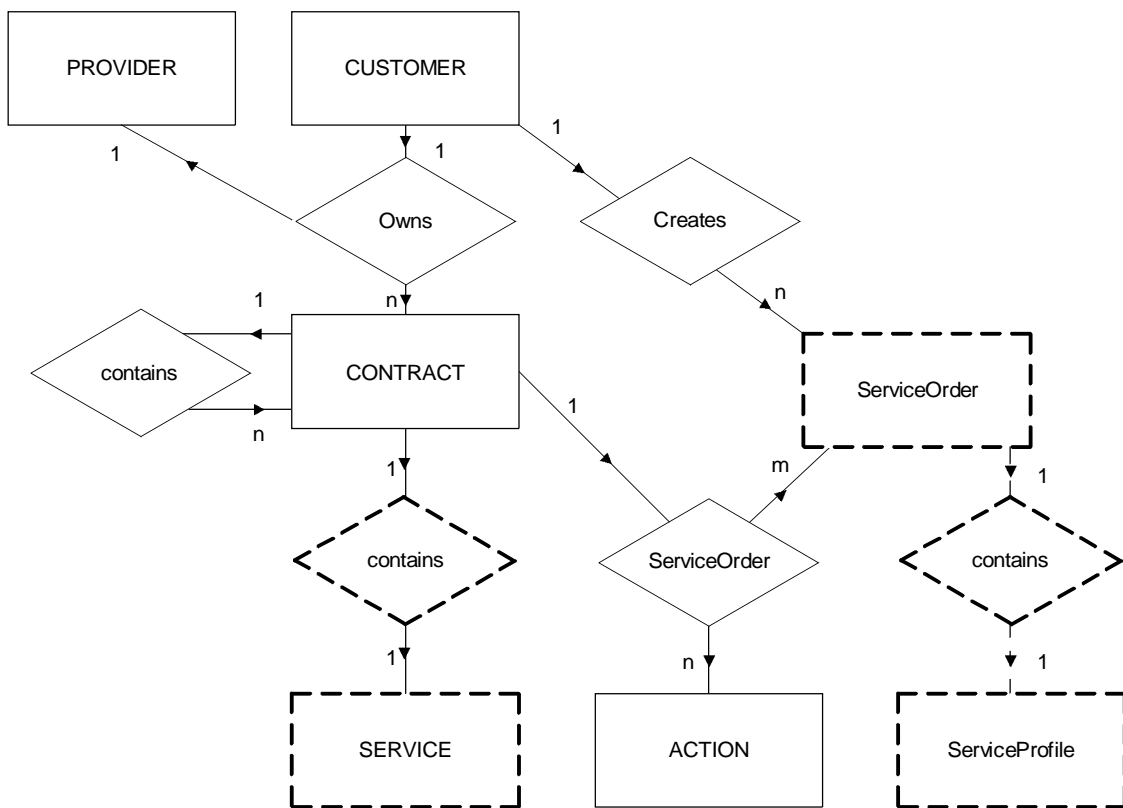 PROVIDER
CUSTOMER
1
1
1
Owns
Creates
n
n
1
contains
n
CONTRACT
1
ServiceOrder
1
m
1
contains
ServiceOrder
contains
1
n
1
SERVICE
ACTION
ServiceProfile